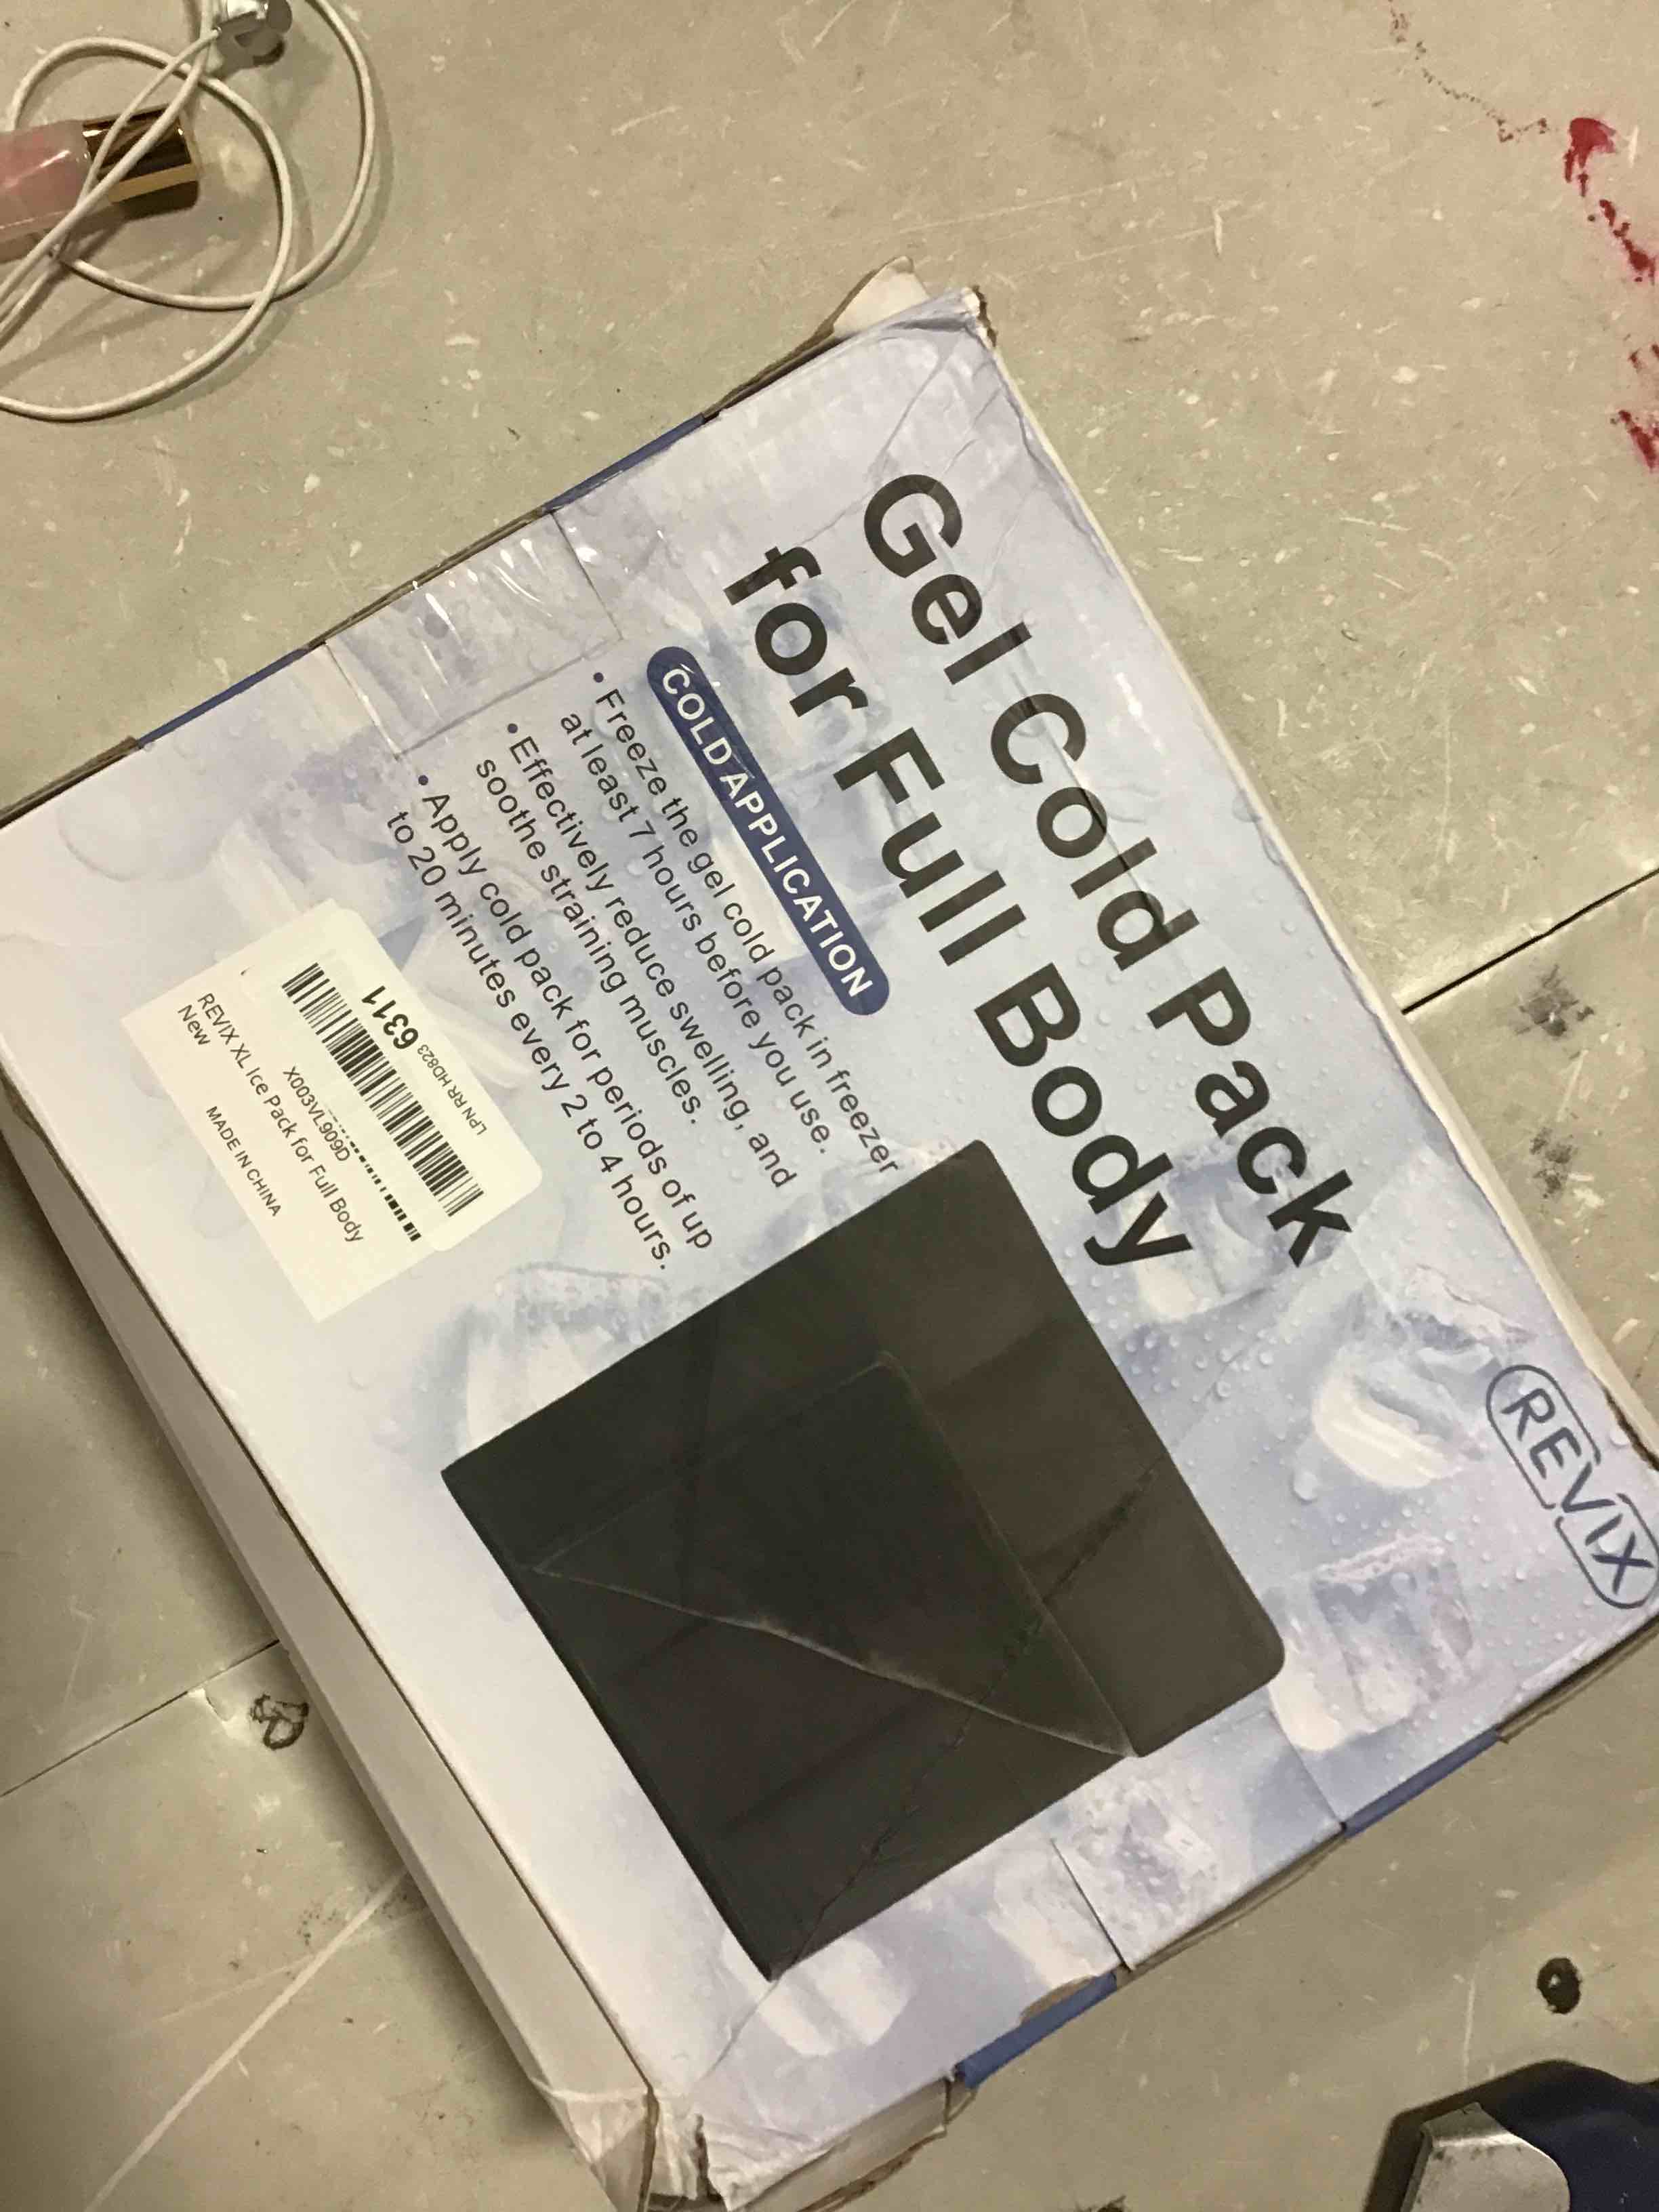 REVIX
Gel Cold Pack
for Full Body
COLD APPLICATION
• Freeze the gel cold pack in freezer
at least 7 hours before you use.
• Effectively reduce swelling, and
soothe straining muscles.
• Apply cold pack for periods of up
to 20 minutes every 2 to 4 hours.
LPN RR HD823
6311
X003VL909D
REVIX XL Ice Pack for Full Body
New
MADE IN CHINA